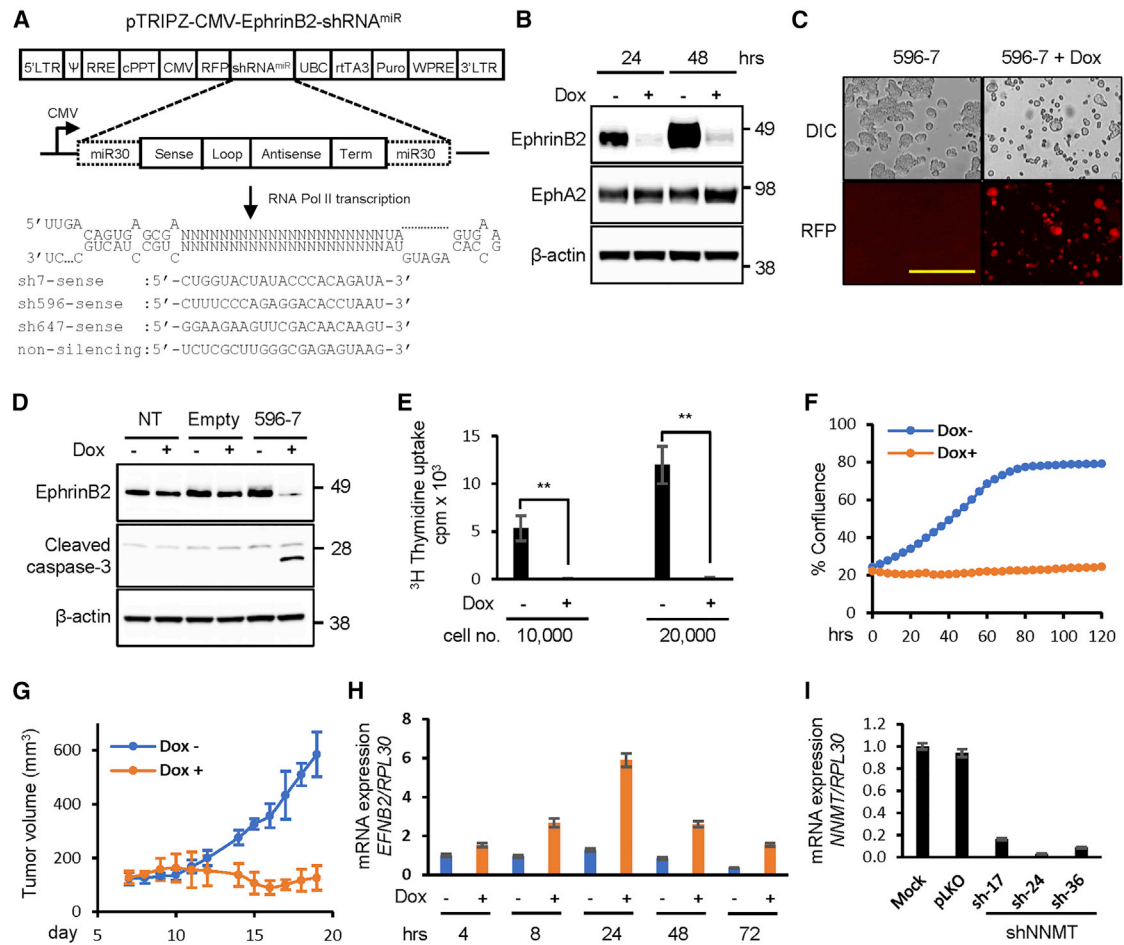 A
pTRIPZ-CMV-EphrinB2-shRNAmiR
5'LTR Ψ RRE cPPT CMV RFP shRNAmiR UBC rtTA3 Puro WPRE 3'LTR
CMV
miR30 Sense Loop Antisense Term miR30
RNA Pol II transcription
5' UUGA A A UA.......... A
CAGUG GCGA NNNNNNNNNNNNNNNNNNNNNN GUG A
GUCAU CGU NNNNNNNNNNNNNNNNNNNNNNAU CAC G
3' UC…C C C GUAGA C
sh7-sense :5'-CUGGUACUAUACCCACAGAUA-3'
sh596-sense :5'-CUUUCCCAGAGGACACCUAAU-3'
sh647-sense :5'-GGAAGAAGUUCGACAACAAGU-3'
non-silencing:5'-UCUCGCUUGGGCGAGAGUAAG-3'
B
24 48 hrs
Dox - + - +
EphrinB2 49
EphA2 98
β-actin
38
C
596-7 596-7 + Dox
DIC
RFP
D
NT Empty 596-7
Dox - + - + - +
EphrinB2 49
Cleaved caspase-3 28
β-actin 38
E
³H Thymidine uptake
cpm x 10³
15
10
5
0
** **
Dox - + - +
cell no. 10,000 20,000
F
% Confluence
100
80
60
40
20
0
Dox-
Dox+
hrs 0 20 40 60 80 100 120
G
Tumor volume (mm³)
600
400
200
0
Dox -
Dox +
day 5 10 15 20
H
mRNA expression
EFNB2/RPL30
8
6
4
2
0
Dox - + - + - + - + - +
hrs 4 8 24 48 72
I
mRNA expression
NNMT/RPL30
1.2
1.0
0.8
0.6
0.4
0.2
0.0
Mock pLKO sh-17 sh-24 sh-36
shNNMT